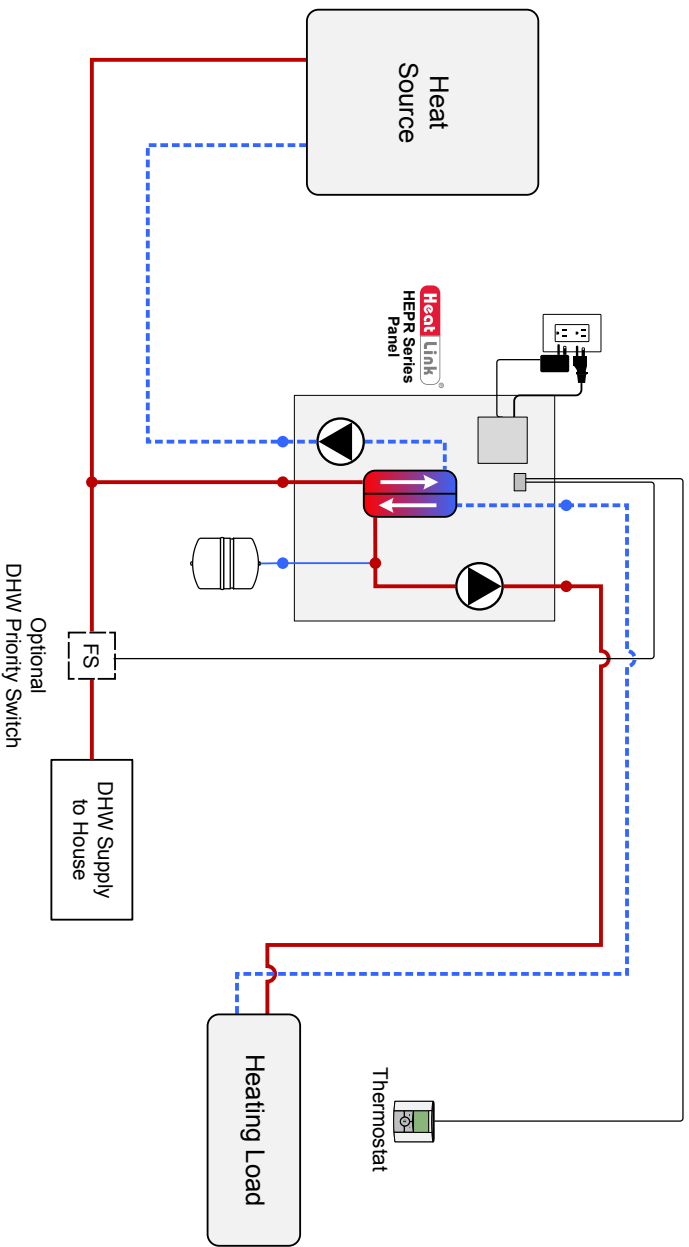 Heat
Source
Heat Link®
HEPR Series
Panel
Optional
DHW Priority Switch
FS
DHW Supply
to House
Thermostat
Heating Load